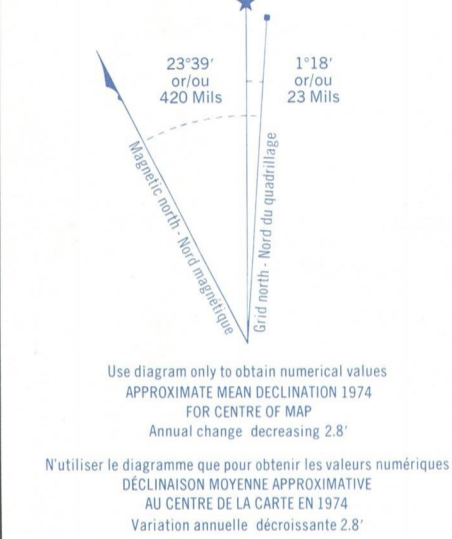 23°39'
or/ou
420 Mils
1°18'
or/ou
23 Mils
Magnetic north - Nord magnétique
Grid north - Nord du quadrillage
Use diagram only to obtain numerical values
APPROXIMATE MEAN DECLINATION 1974
FOR CENTRE OF MAP
Annual change decreasing 2.8'
N'utiliser le diagramme que pour obtenir les valeurs numériques
DÉCLINAISON MOYENNE APPROXIMATIVE
AU CENTRE DE LA CARTE EN 1974
Variation annuelle décroissante 2.8'